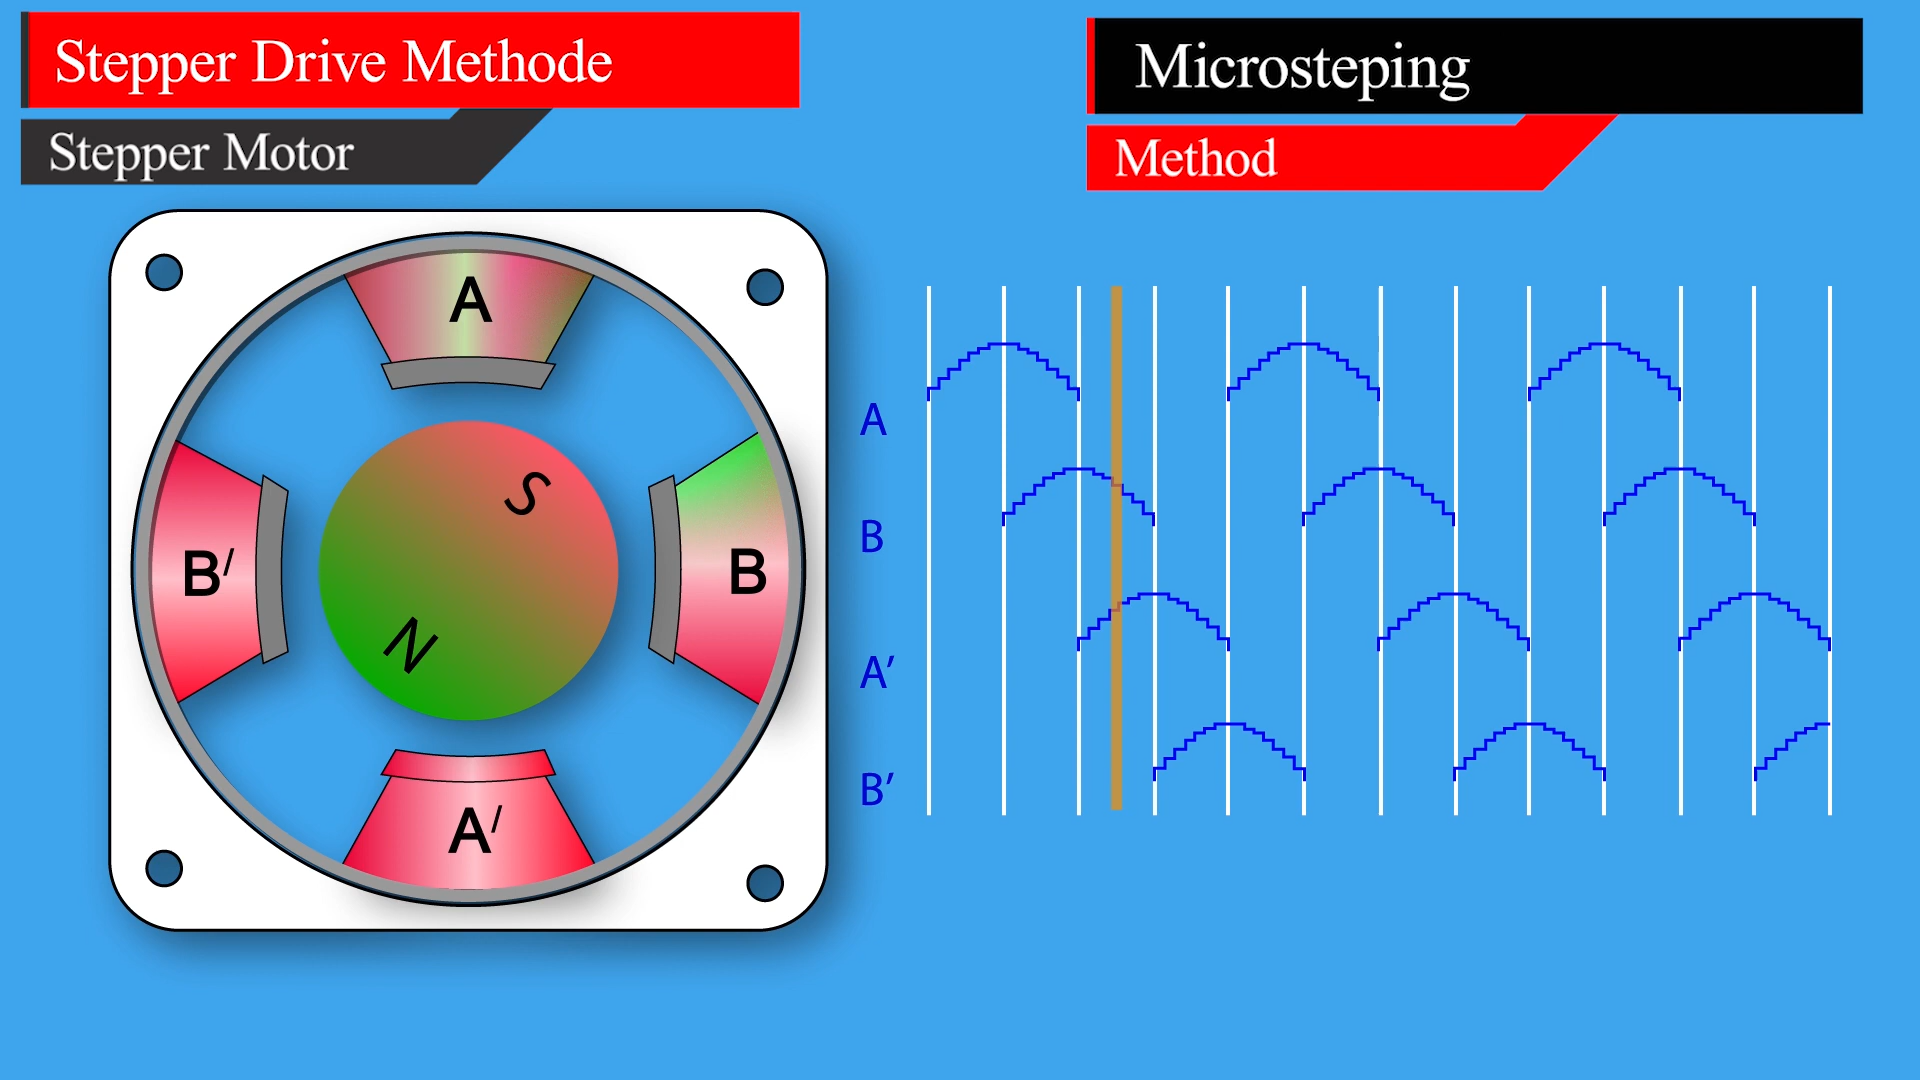 Stepper Drive Methode
Stepper Motor
Microsteping
Method
A
B/
B
S
N
A/
A
B
A′
B′